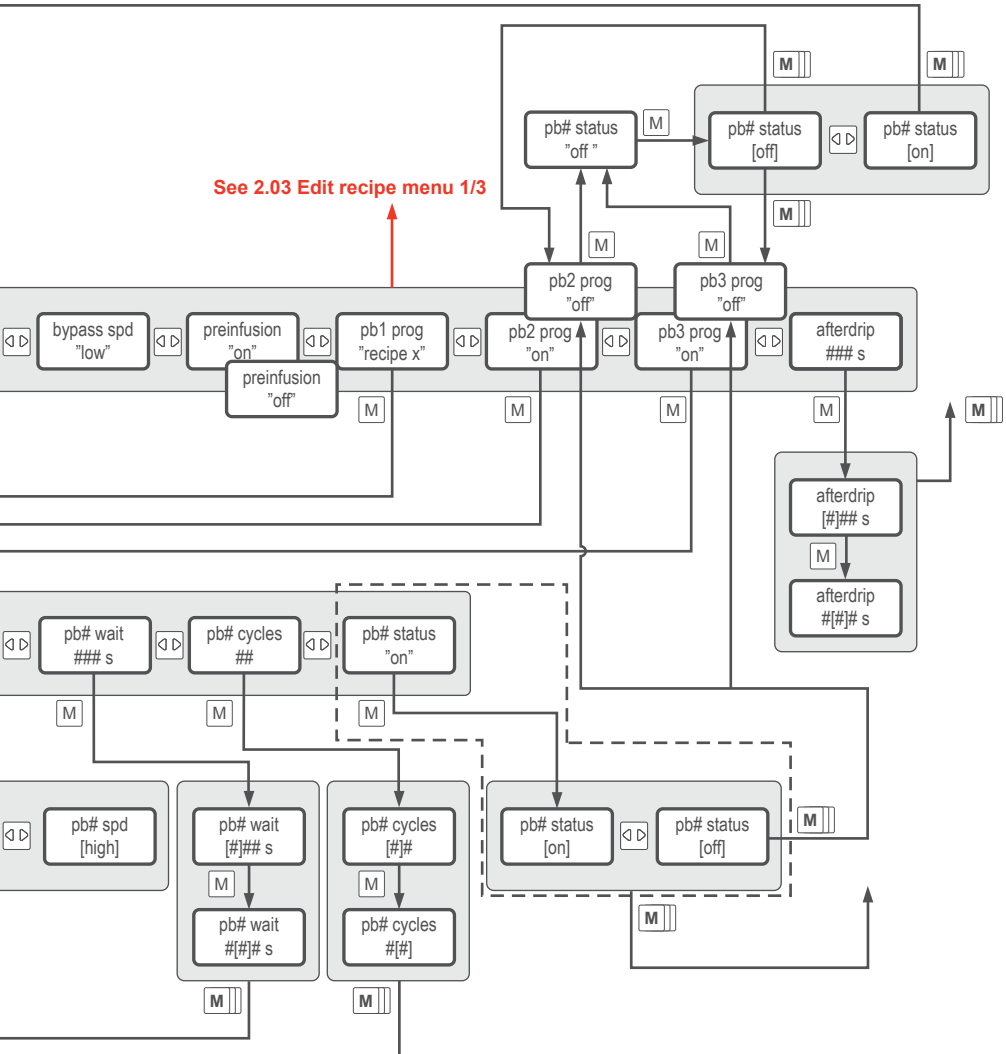 M
M
pb# status
"off "
M
pb# status
[off]
pb# status
[on]
See 2.03 Edit recipe menu 1/3
M
M
M
pb2 prog
"off"
pb3 prog
"off"
bypass spd
"low"
preinfusion
"on"
preinfusion
"off"
pb1 prog
"recipe x"
pb2 prog
"on"
pb3 prog
"on"
afterdrip
### s
M
M
M
M
M
afterdrip
[#]## s
M
afterdrip
#[#]# s
pb# wait
### s
pb# cycles
##
pb# status
"on"
M
M
M
pb# spd
[high]
pb# wait
[#]## s
M
pb# wait
#[#]# s
pb# cycles
[#]#
M
pb# cycles
#[#]
pb# status
[on]
pb# status
[off]
M
M
M
M